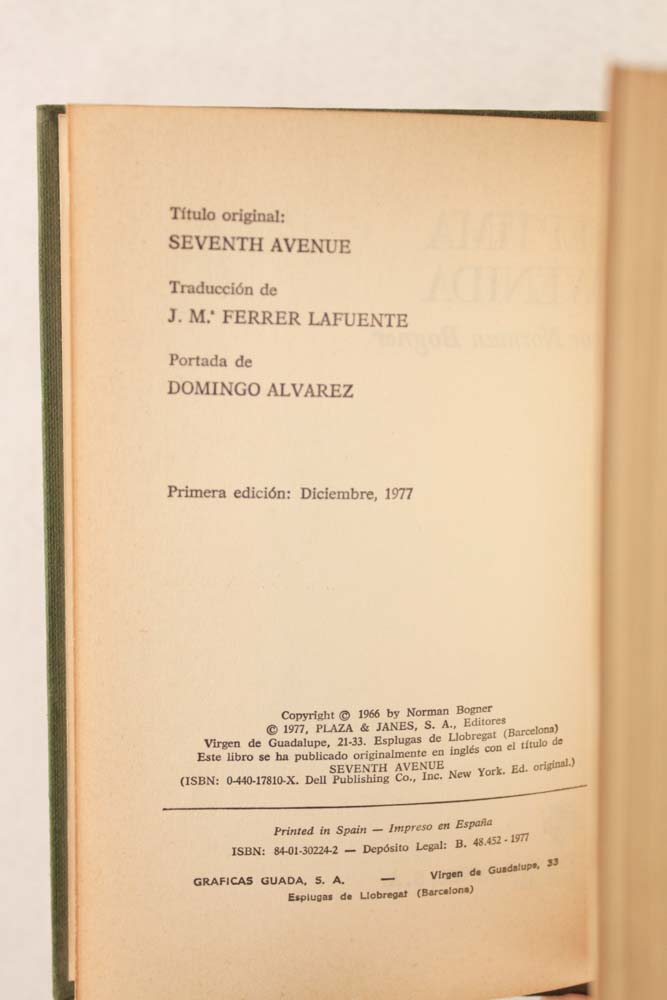 Título original:
SEVENTH AVENUE
Traducción de
J. M.ª FERRER LAFUENTE
Portada de
DOMINGO ALVAREZ
Primera edición: Diciembre, 1977
Copyright © 1966 by Norman Bogner
© 1977, PLAZA & JANES, S. A., Editores
Virgen de Guadalupe, 21-33. Esplugas de Llobregat (Barcelona)
Este libro se ha publicado originalmente en inglés con el título de
SEVENTH AVENUE
(ISBN: 0-440-17810-X. Dell Publishing Co., Inc. New York. Ed. original.)
Printed in Spain — Impreso en España
ISBN: 84-01-30224-2 — Depósito Legal: B. 48.452 - 1977
GRAFICAS GUADA, S. A. — Virgen de Guadalupe, 33
Esplugas de Llobregat (Barcelona)